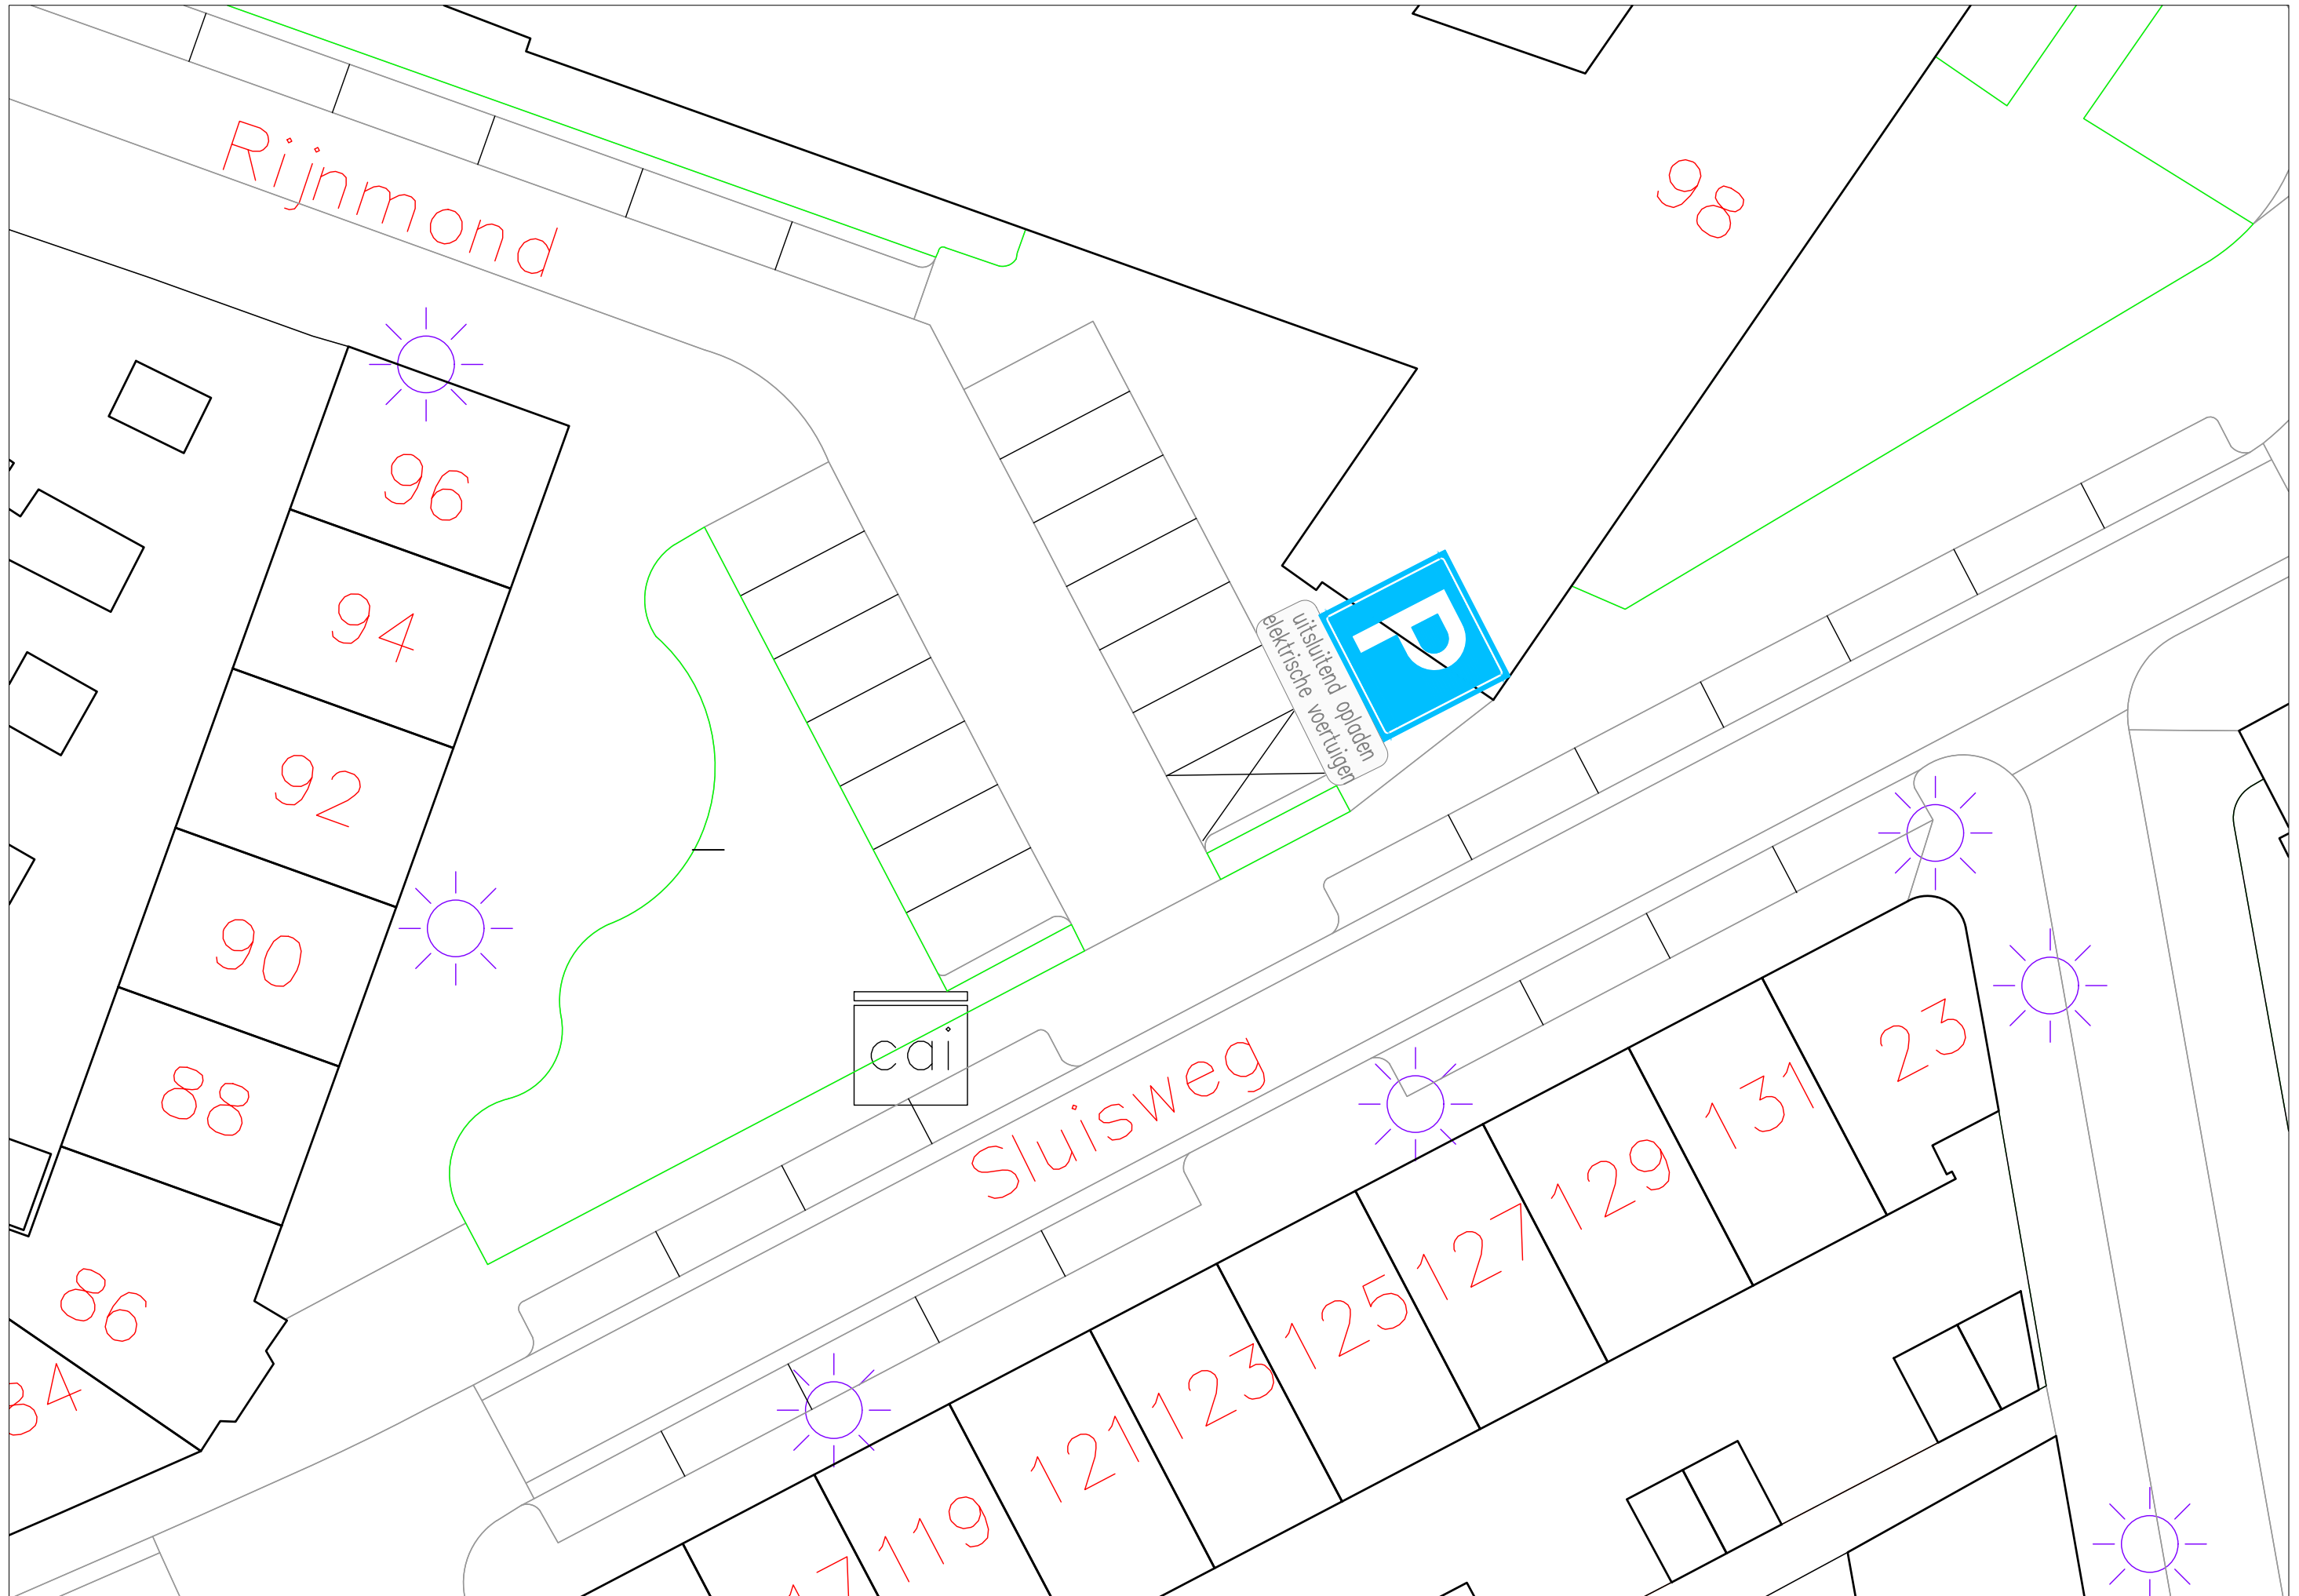 Rijnmond
98
96
94
92
90
88
86
P
uitsluitend opladen
elektrische voertuigen
cai
Sluisweg
23
131
129
127
125
123
121
119